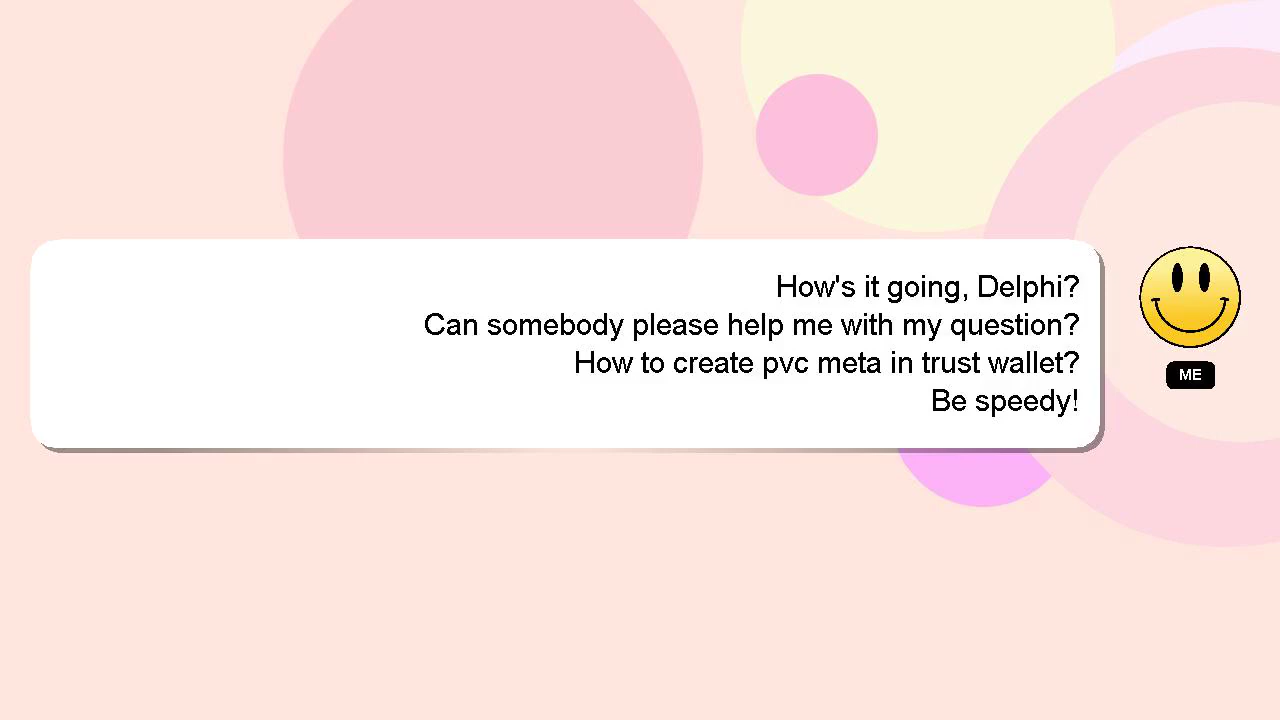 How's it going, Delphi?
Can somebody please help me with my question?
How to create pvc meta in trust wallet?
Be speedy!
ME